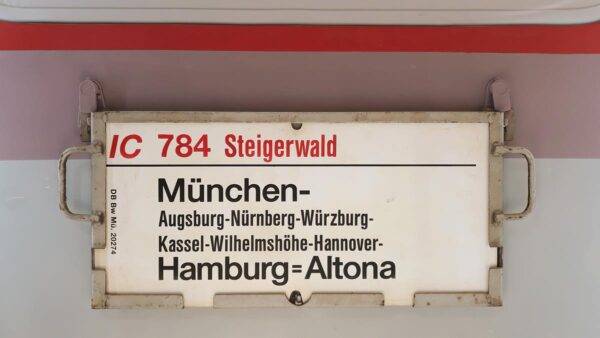 IC 784 Steigerwald
München-
Augsburg-Nürnberg-Würzburg-
Kassel-Wilhelmshöhe-Hannover-
Hamburg=Altona
DB Bw Mü. 20274